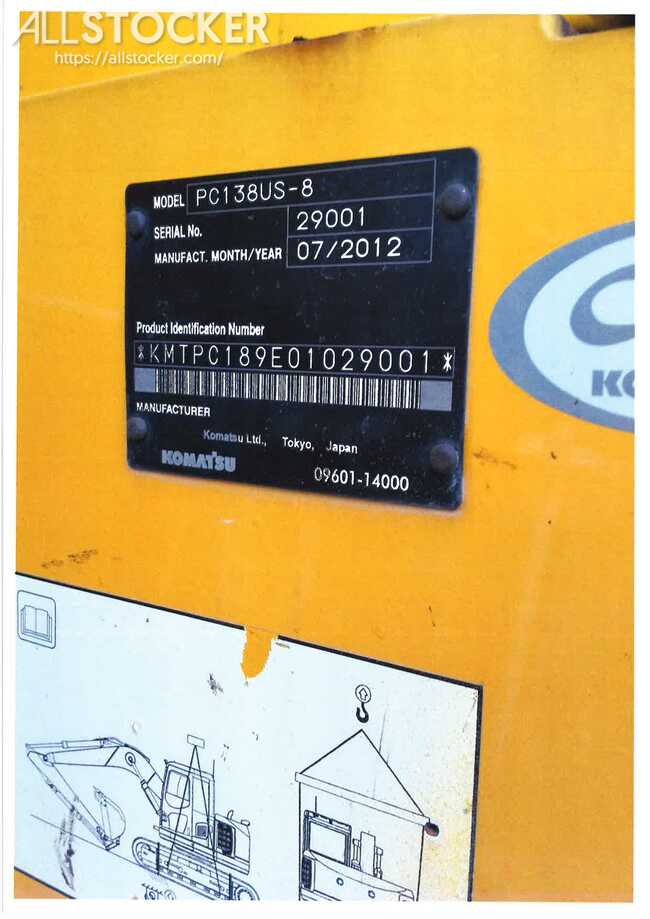 ALLSTOCKER
https://allstocker.com/
MODEL PC138US-8
SERIAL No. 29001
MANUFACT. MONTH/YEAR 07/2012
Product Identification Number
*KMTPC189E01029001*
MANUFACTURER
Komatsu Ltd., Tokyo, Japan
KOMATSU
09601-14000